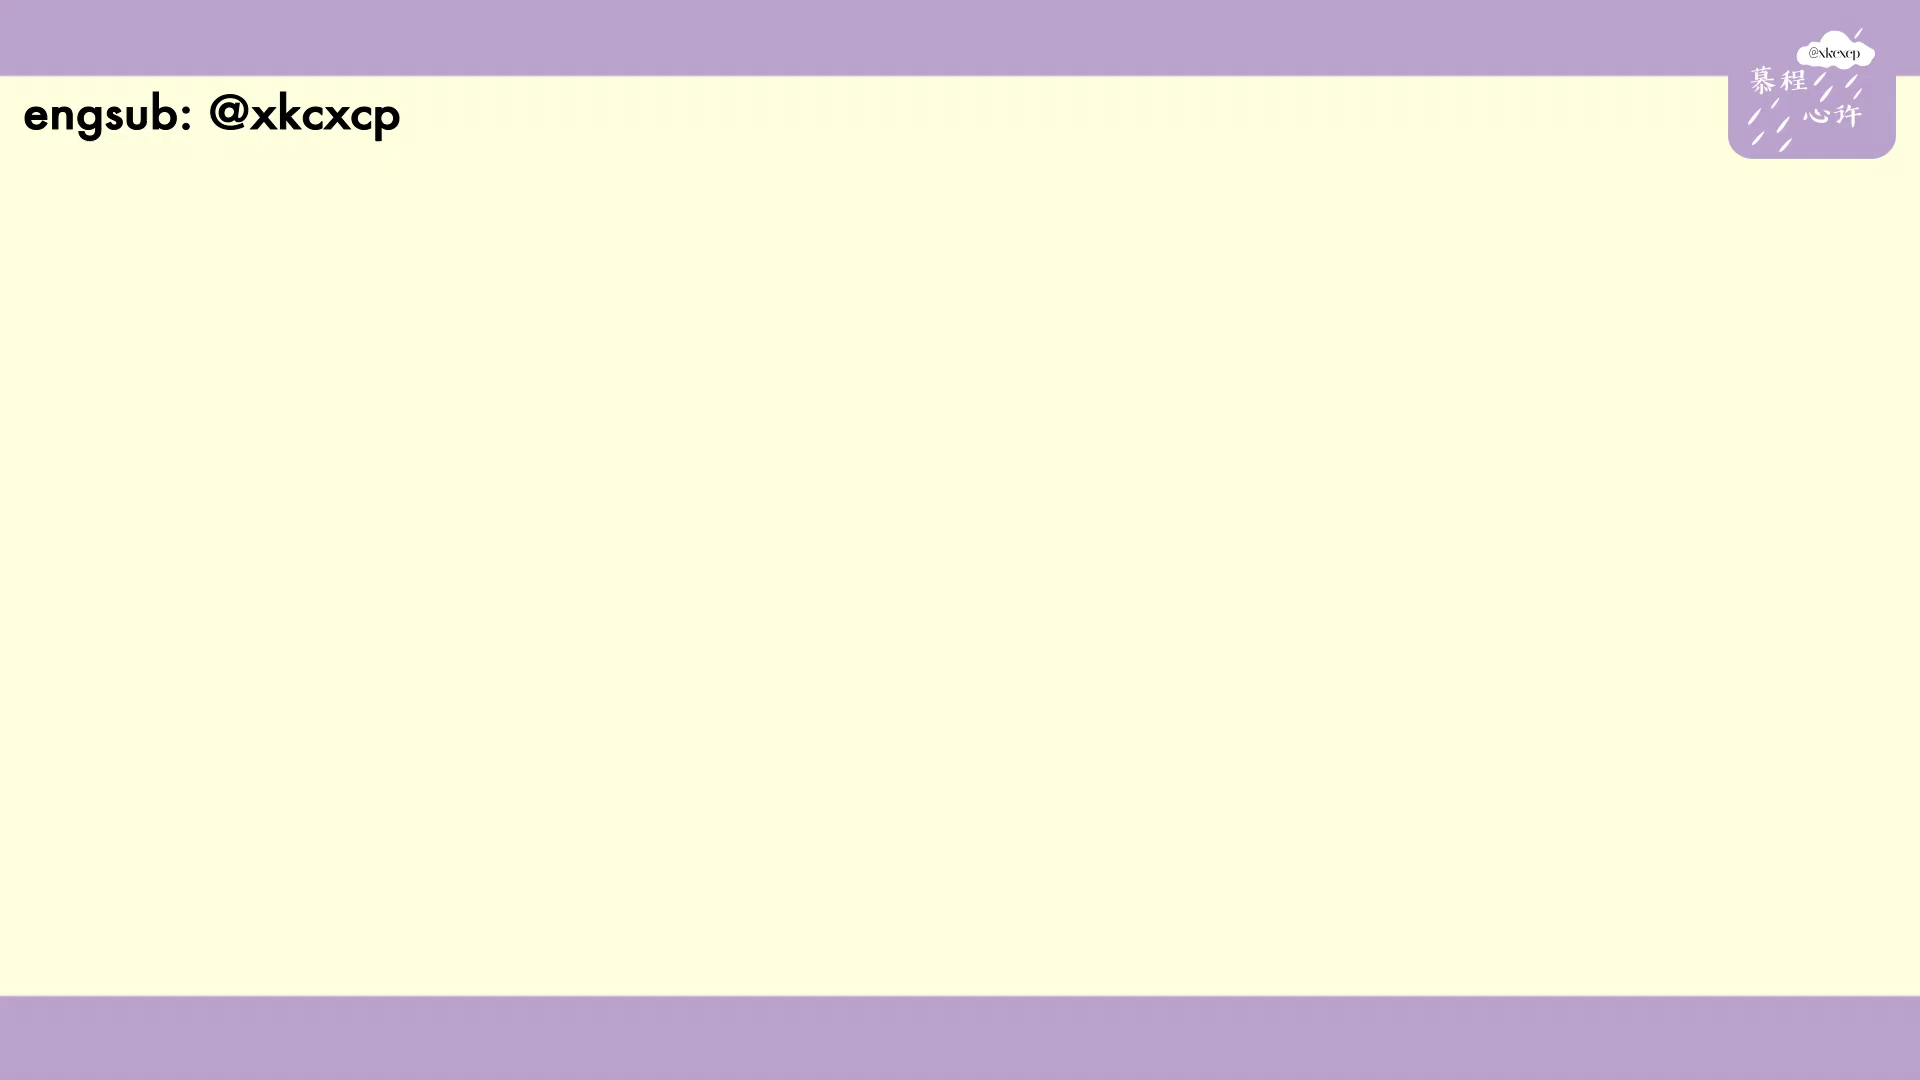 @xkcxcp
慕程
心许
engsub: @xkcxcp